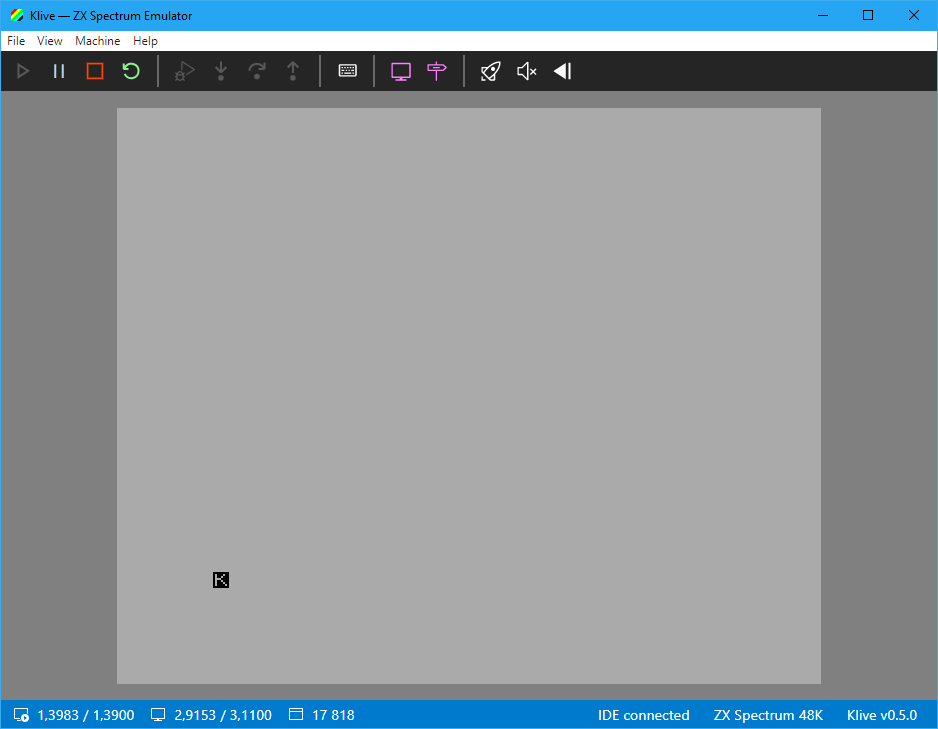 Klive — ZX Spectrum Emulator
File View Machine Help
K
1,3983 / 1,3900 2,9153 / 3,1100 17 818 IDE connected ZX Spectrum 48K Klive v0.5.0